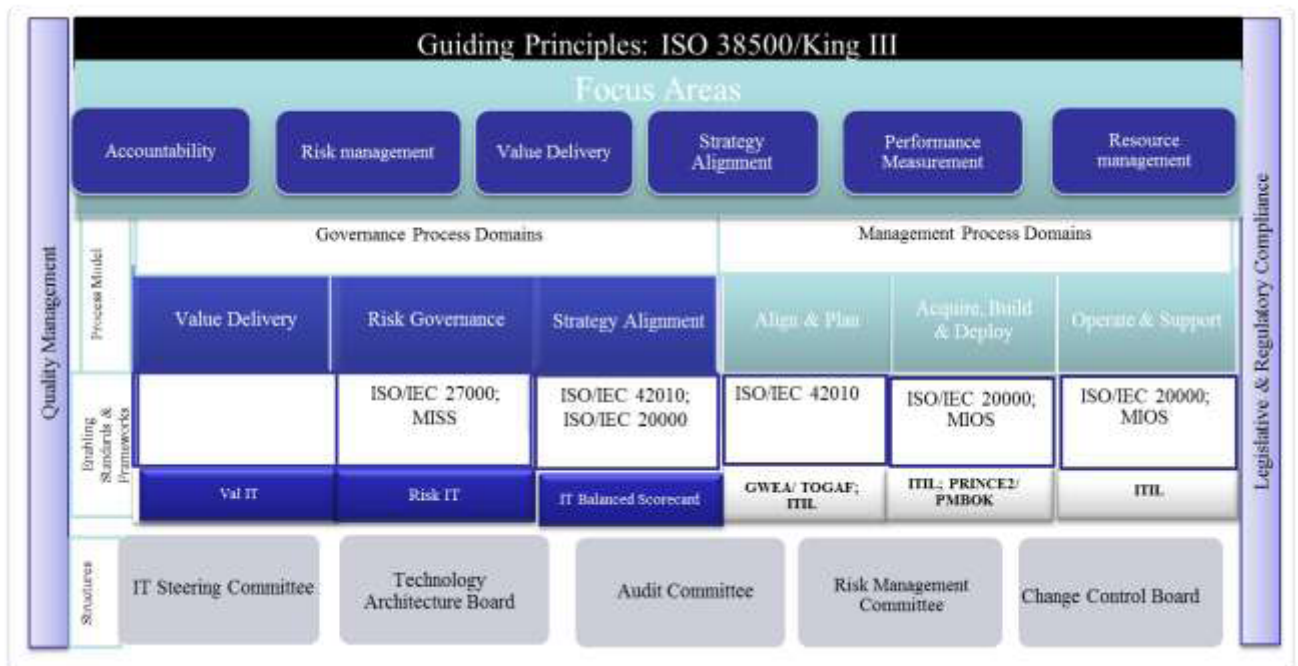 Guiding Principles: ISO 38500/King III
Focus Areas
Accountability
Risk management
Value Delivery
Strategy
Alignment
Performance
Measurement
Resource
management
Quality Management
Legislative & Regulatory Compliance
Process Model
Governance Process Domains
Management Process Domains
Value Delivery
Risk Governance
Strategy Alignment
Align & Plan
Acquire, Build
& Deploy
Operate & Support
Enabling
Standards &
Frameworks
ISO/IEC 27000;
MISS
ISO/IEC 42010;
ISO/IEC 20000
ISO/IEC 42010
ISO/IEC 20000;
MIOS
ISO/IEC 20000;
MIOS
Val IT
Risk IT
IT Balanced Scorecard
GWEA/ TOGAF;
ITIL
ITIL; PRINCE2/
PMBOK
ITIL
Structures
IT Steering Committee
Technology
Architecture Board
Audit Committee
Risk Management
Committee
Change Control Board